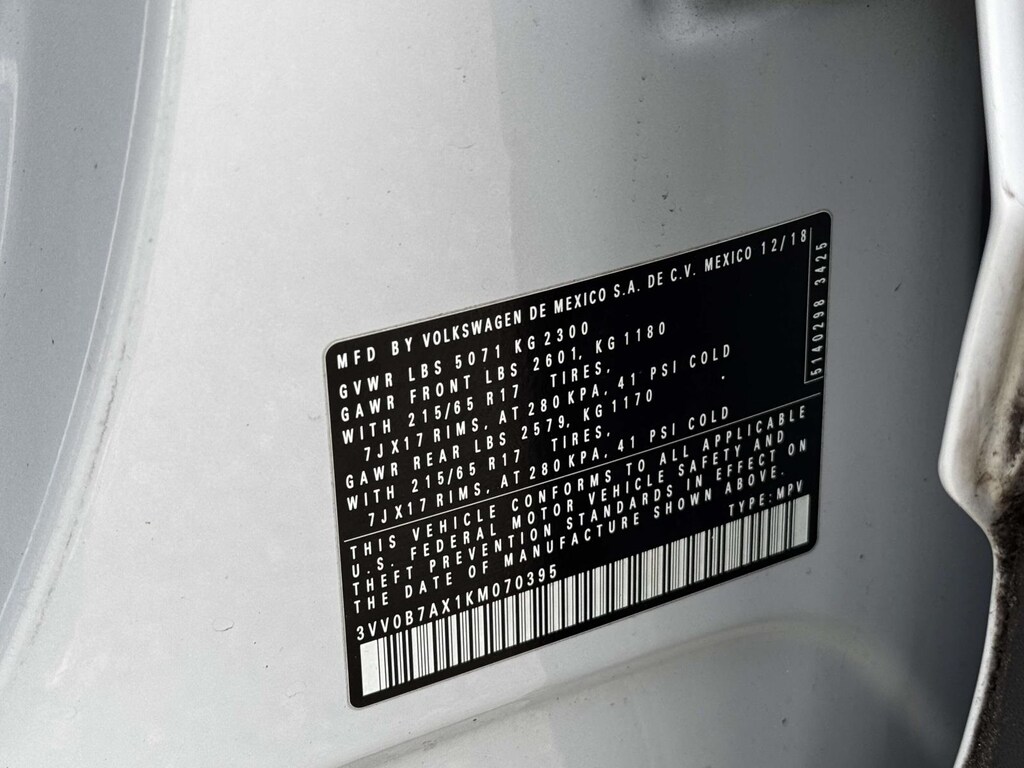 MFD BY VOLKSWAGEN DE MEXICO S.A. DE C.V. MEXICO 12/18
GVWR LBS 5071 KG 2300
GAWR FRONT LBS 2601, KG 1180
WITH 215/65 R17 TIRES,
7JX17 RIMS, AT 280KPA, 41 PSI COLD
GAWR REAR LBS 2579, KG 1170
WITH 215/65 R17 TIRES,
7JX17 RIMS, AT 280KPA, 41 PSI COLD
THIS VEHICLE CONFORMS TO ALL APPLICABLE
U.S. FEDERAL MOTOR VEHICLE SAFETY AND
THEFT PREVENTION STANDARDS IN EFFECT ON
THE DATE OF MANUFACTURE SHOWN ABOVE.
3VV0B7AX1KM070395 TYPE:MPV
5140298 3425